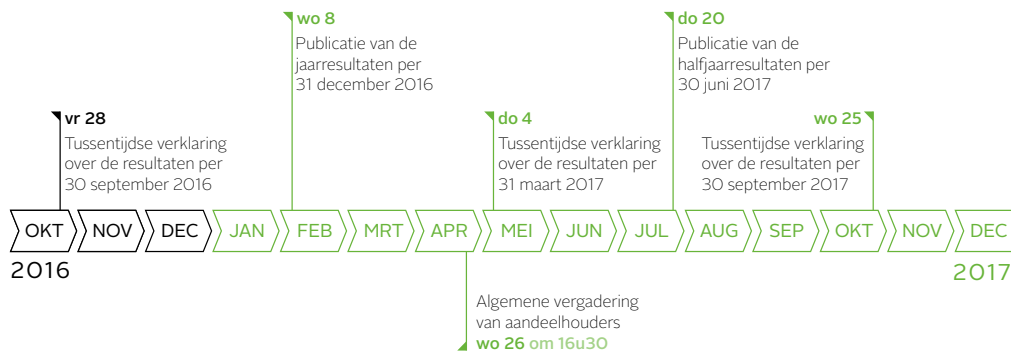 wo 8
Publicatie van de
jaarresultaten per
31 december 2016
do 20
Publicatie van de
halfjaarresultaten per
30 juni 2017
vr 28
Tussentijdse verklaring
over de resultaten per
30 september 2016
do 4
Tussentijdse verklaring
over de resultaten per
31 maart 2017
wo 25
Tussentijdse verklaring
over de resultaten per
30 september 2017
OKT NOV DEC JAN FEB MRT APR MEI JUN JUL AUG SEP OKT NOV DEC
2016 2017
Algemene vergadering
van aandeelhouders
wo 26 om 16u30